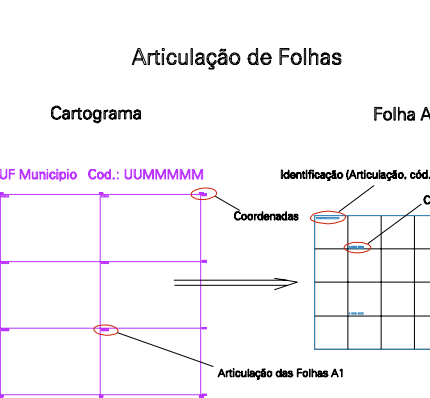 Articulação de Folhas
Cartograma
Folha A
UF Municipio Cod.: UUMMMMM
Identificação (Articulação, cód.
Coordenadas
C
Articulação das Folhas A1